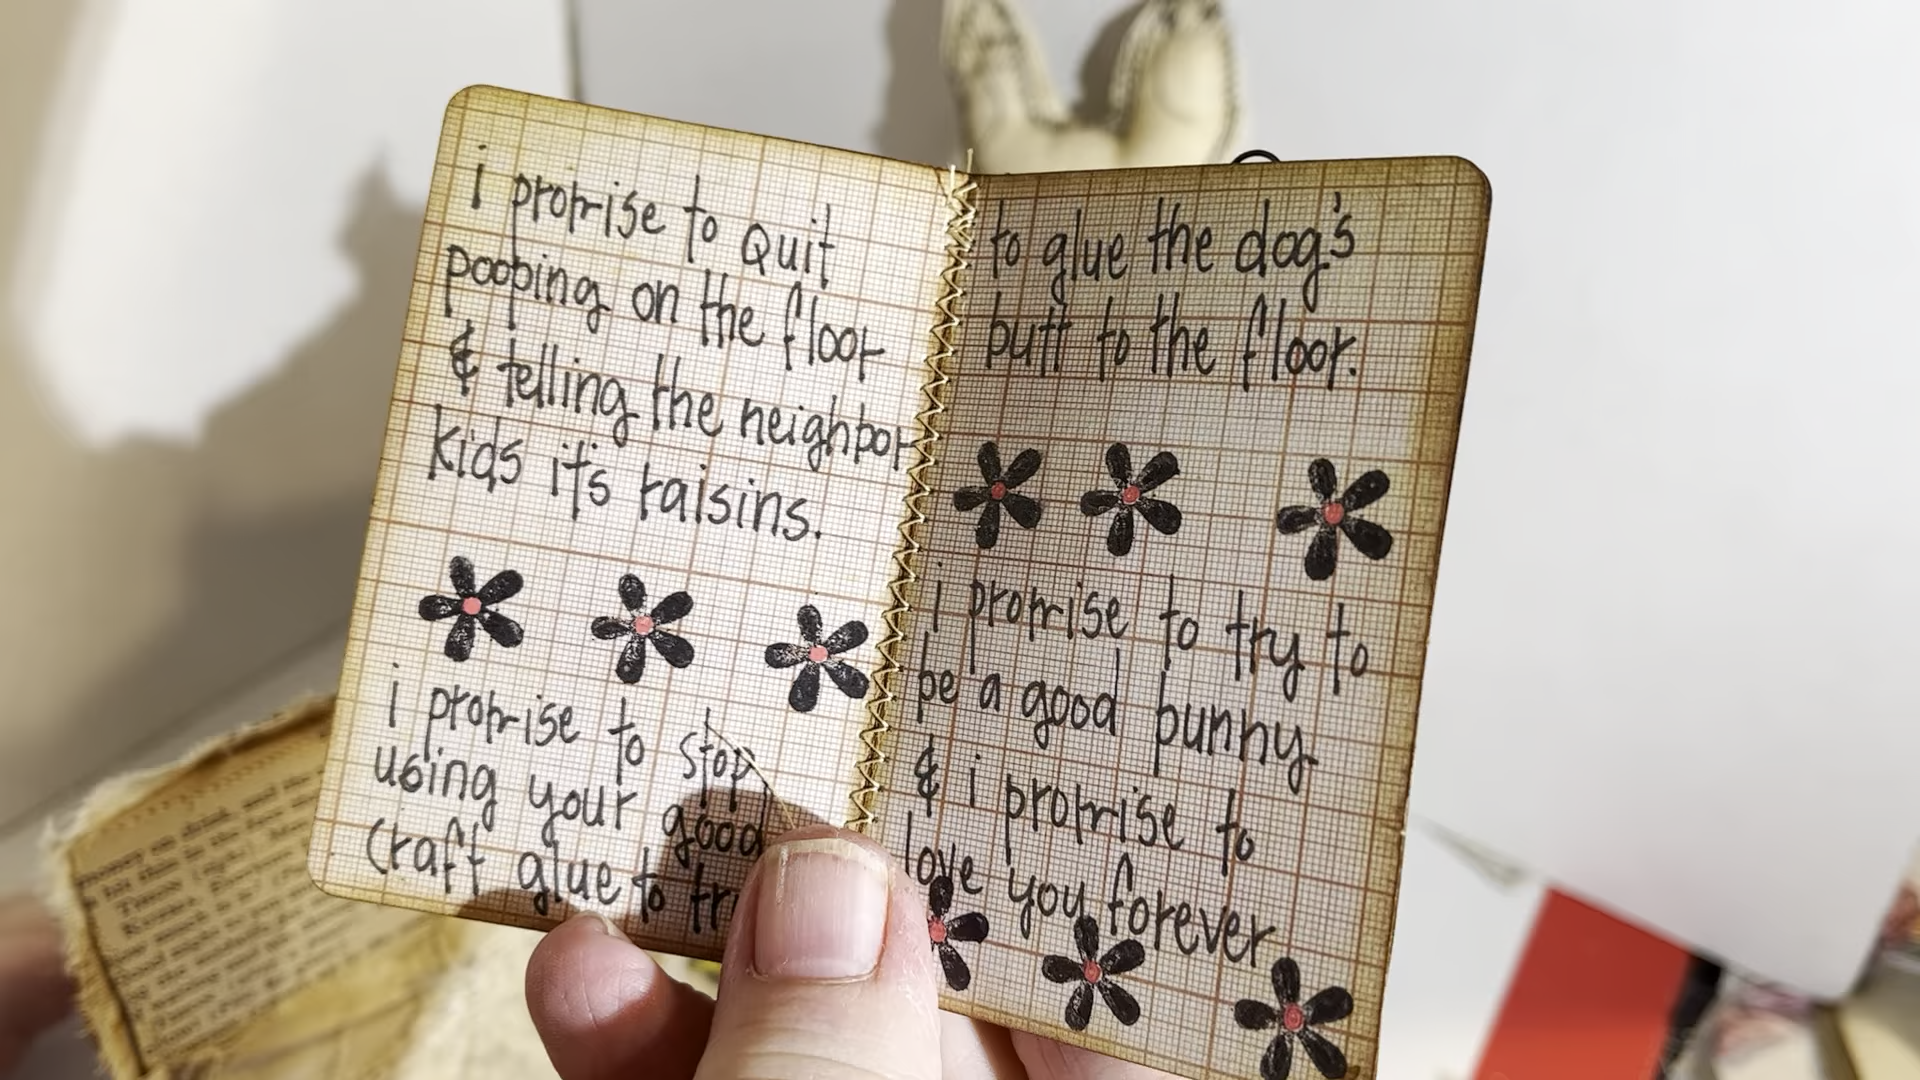 i promise to quit
pooping on the floor
& telling the neighbor
kids it's raisins.
i promise to stop
using your good
craft glue to
to glue the dog's
butt to the floor.
i promise to try to
be a good bunny
& i promise to
love you forever